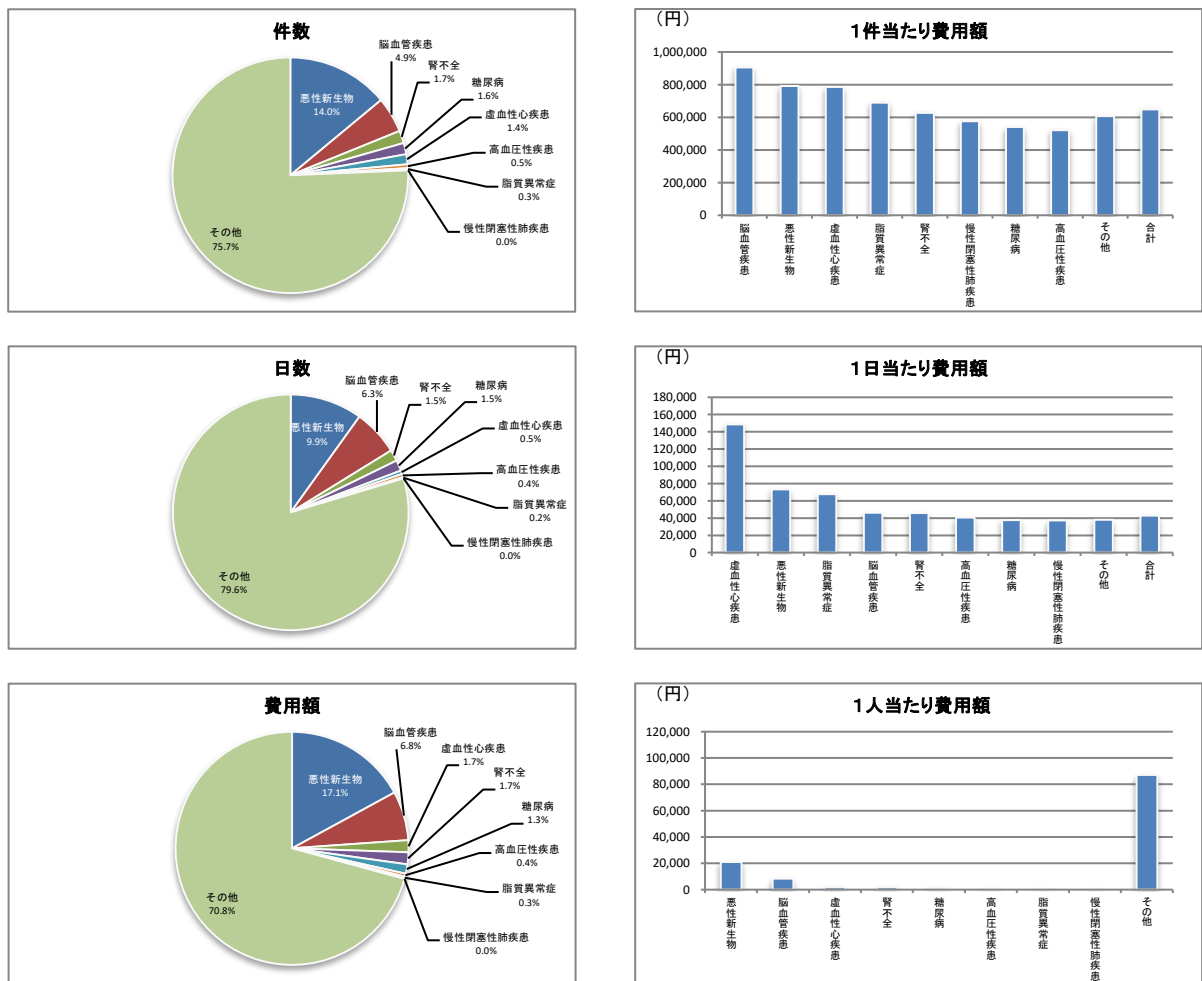 件数
脳血管疾患
4.9%
腎不全
1.7%
糖尿病
1.6%
虚血性心疾患
1.4%
高血圧性疾患
0.5%
脂質異常症
0.3%
慢性閉塞性肺疾患
0.0%
悪性新生物
14.0%
その他
75.7%
(円)
1件当たり費用額
1,000,000
800,000
600,000
400,000
200,000
0
脳血管疾患
悪性新生物
虚血性心疾患
脂質異常症
腎不全
慢性閉塞性肺疾患
糖尿病
高血圧性疾患
その他
合計
日数
脳血管疾患
6.3%
腎不全
1.5%
糖尿病
1.5%
虚血性心疾患
0.5%
高血圧性疾患
0.4%
脂質異常症
0.2%
慢性閉塞性肺疾患
0.0%
悪性新生物
9.9%
その他
79.6%
(円)
1日当たり費用額
180,000
160,000
140,000
120,000
100,000
80,000
60,000
40,000
20,000
0
虚血性心疾患
悪性新生物
脂質異常症
脳血管疾患
腎不全
高血圧性疾患
糖尿病
慢性閉塞性肺疾患
その他
合計
費用額
脳血管疾患
6.8%
虚血性心疾患
1.7%
腎不全
1.7%
糖尿病
1.3%
高血圧性疾患
0.4%
脂質異常症
0.3%
慢性閉塞性肺疾患
0.0%
悪性新生物
17.1%
その他
70.8%
(円)
1人当たり費用額
120,000
100,000
80,000
60,000
40,000
20,000
0
悪性新生物
脳血管疾患
虚血性心疾患
腎不全
糖尿病
高血圧性疾患
脂質異常症
慢性閉塞性肺疾患
その他